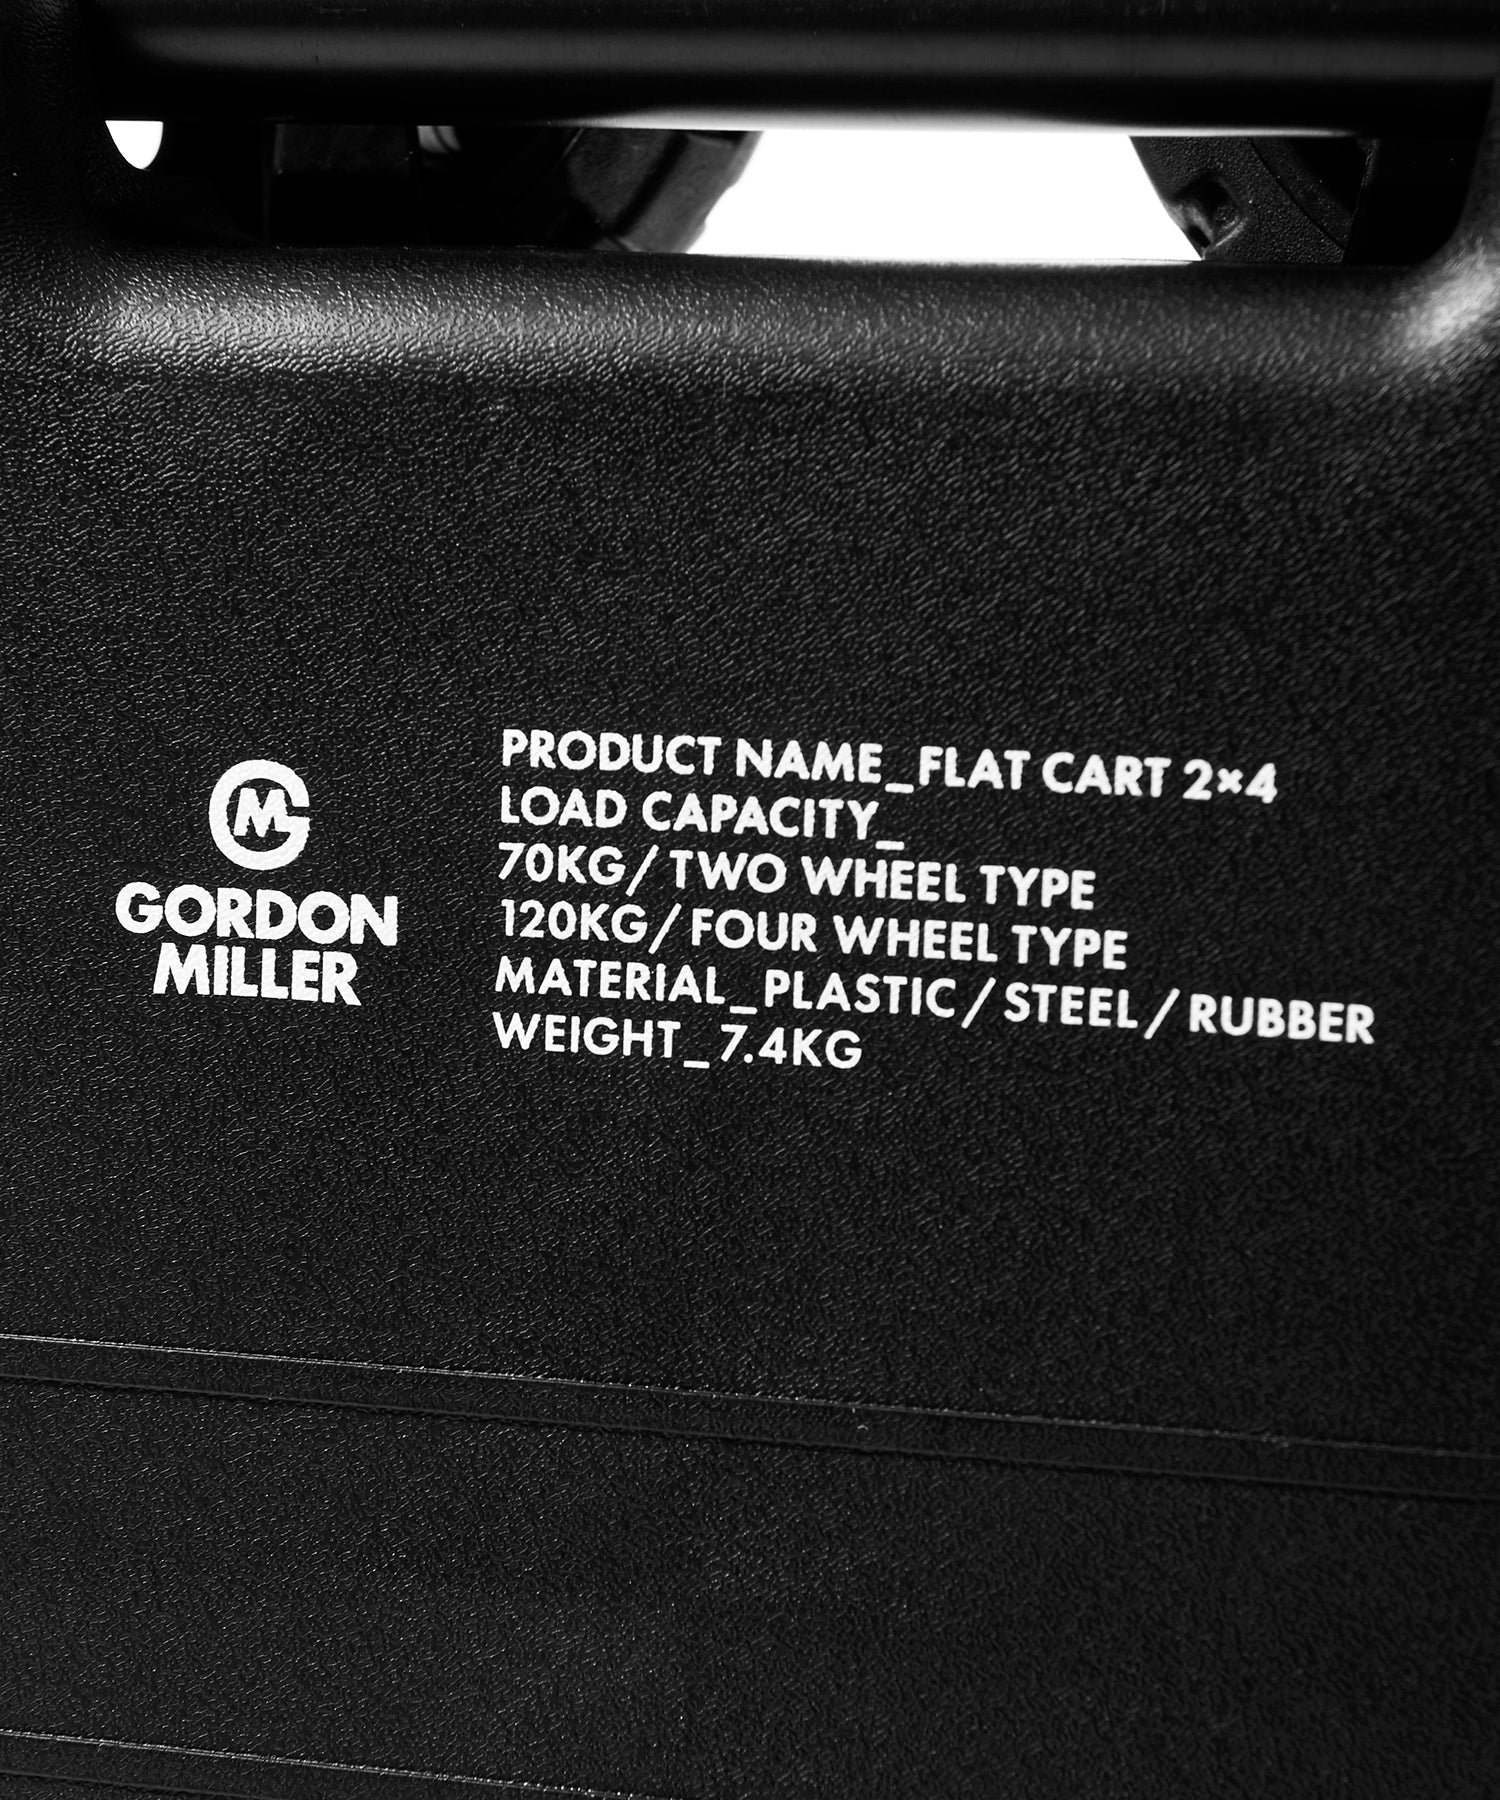 GM
GORDON
MILLER
PRODUCT NAME_FLAT CART 2×4
LOAD CAPACITY_
70KG/TWO WHEEL TYPE
120KG/FOUR WHEEL TYPE
MATERIAL_PLASTIC/STEEL/RUBBER
WEIGHT_7.4KG